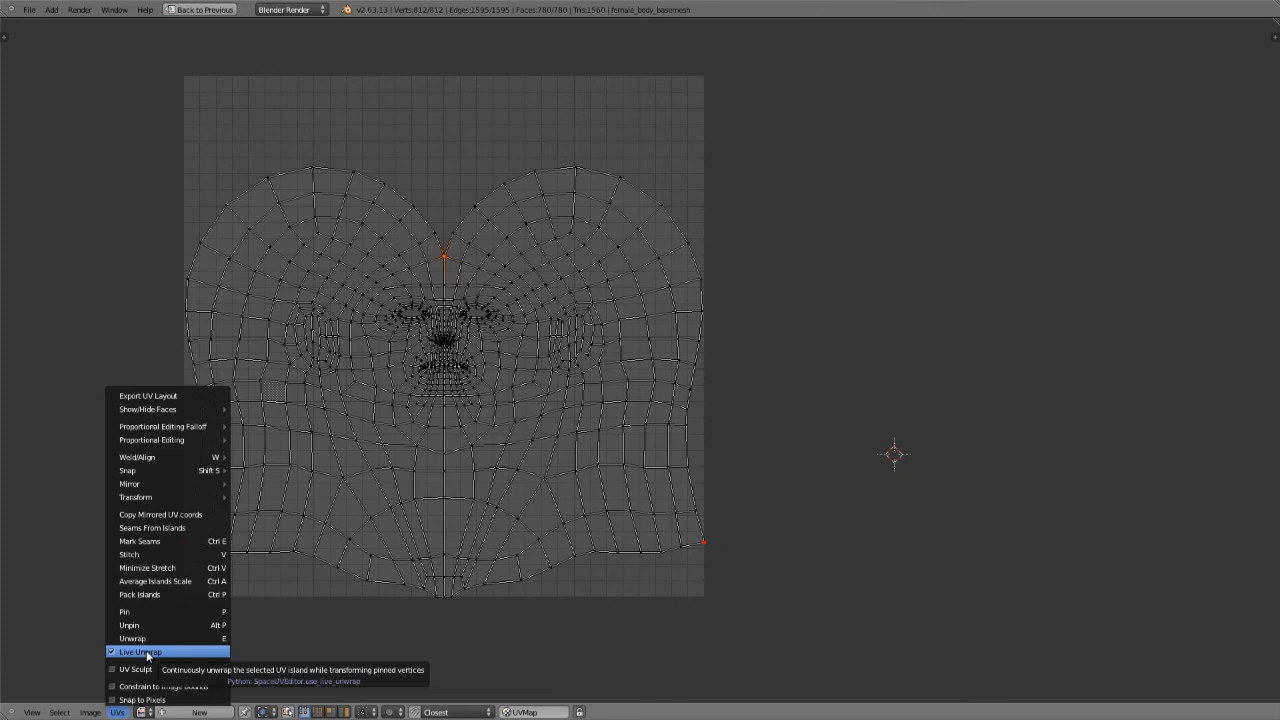 File Add Render Window Help Back to Previous Blender Render v2.63.13 | Verts:812/812 | Edges:1595/1595 | Faces:780/780 | Tris:1560 | female_body_basemesh
Export UV Layout
Show/Hide Faces
Proportional Editing Falloff
Proportional Editing
Weld/Align W
Snap Shift S
Mirror
Transform
Copy Mirrored UV coords
Seams From Islands
Mark Seams Ctrl E
Stitch V
Minimize Stretch Ctrl V
Average Islands Scale Ctrl A
Pack Islands Ctrl P
Pin P
Unpin Alt P
Unwrap E
Live Unwrap
UV Sculpt Continuously unwrap the selected UV island while transforming pinned vertices
Python: SpaceUVEditor.use_live_unwrap
Constrain to Image Bounds
Snap to Pixels
View Select Image UVs New Closest UVMap